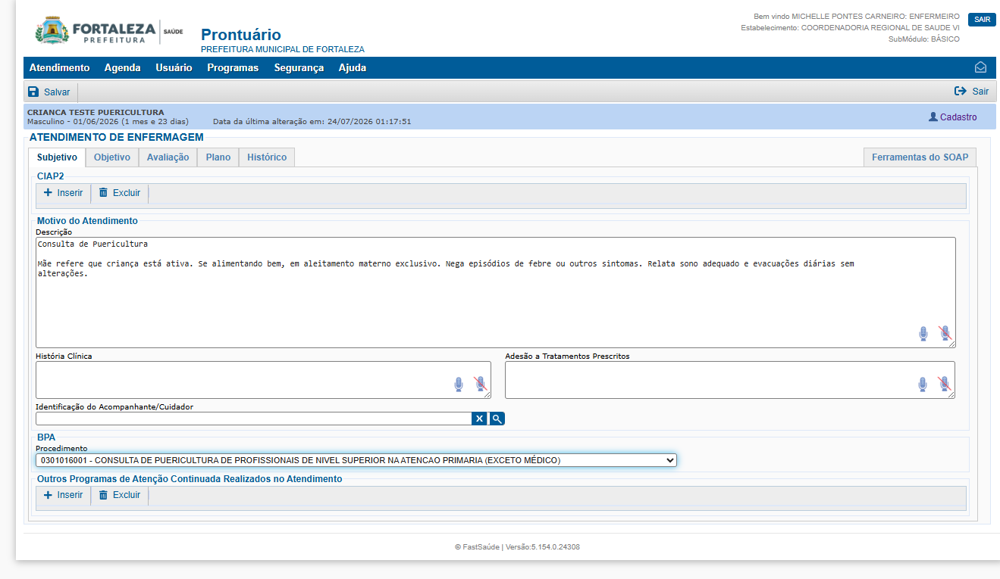 FORTALEZA
PREFEITURA
SAÚDE
Prontuário
PREFEITURA MUNICIPAL DE FORTALEZA
Bem vindo MICHELLE PONTES CARNEIRO: ENFERMEIRO
Estabelecimento: COORDENADORIA REGIONAL DE SAUDE VI
SubMódulo: BÁSICO
SAIR
Atendimento Agenda Usuário Programas Segurança Ajuda
Salvar
Sair
CRIANCA TESTE PUERICULTURA
Masculino - 01/06/2026 (1 mes e 23 dias) Data da última alteração em: 24/07/2026 01:17:51
Cadastro
ATENDIMENTO DE ENFERMAGEM
Subjetivo Objetivo Avaliação Plano Histórico Ferramentas do SOAP
CIAP2
Inserir Excluir
Motivo do Atendimento
Descrição
Consulta de Puericultura
Mãe refere que criança está ativa. Se alimentando bem, em aleitamento materno exclusivo. Nega episódios de febre ou outros sintomas. Relata sono adequado e evacuações diárias sem
alterações.
História Clínica Adesão a Tratamentos Prescritos
Identificação do Acompanhante/Cuidador
X
BPA
Procedimento
0301016001 - CONSULTA DE PUERICULTURA DE PROFISSIONAIS DE NIVEL SUPERIOR NA ATENCAO PRIMARIA (EXCETO MÉDICO)
Outros Programas de Atenção Continuada Realizados no Atendimento
Inserir Excluir
© FastSaúde | Versão:5.154.0.24308